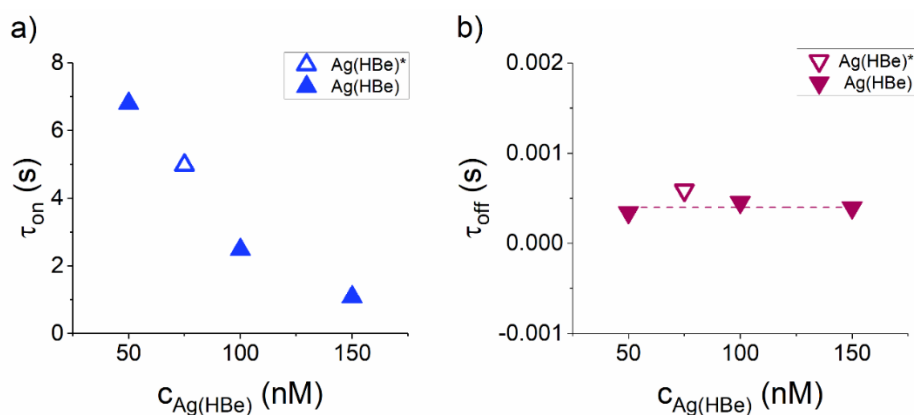 a)
Ag(HBe)*
Ag(HBe)
8
6
4
2
0
τon (s)
50
100
150
cAg(HBe) (nM)
b)
Ag(HBe)*
Ag(HBe)
0.002
0.001
0.000
-0.001
τoff (s)
50
100
150
cAg(HBe) (nM)